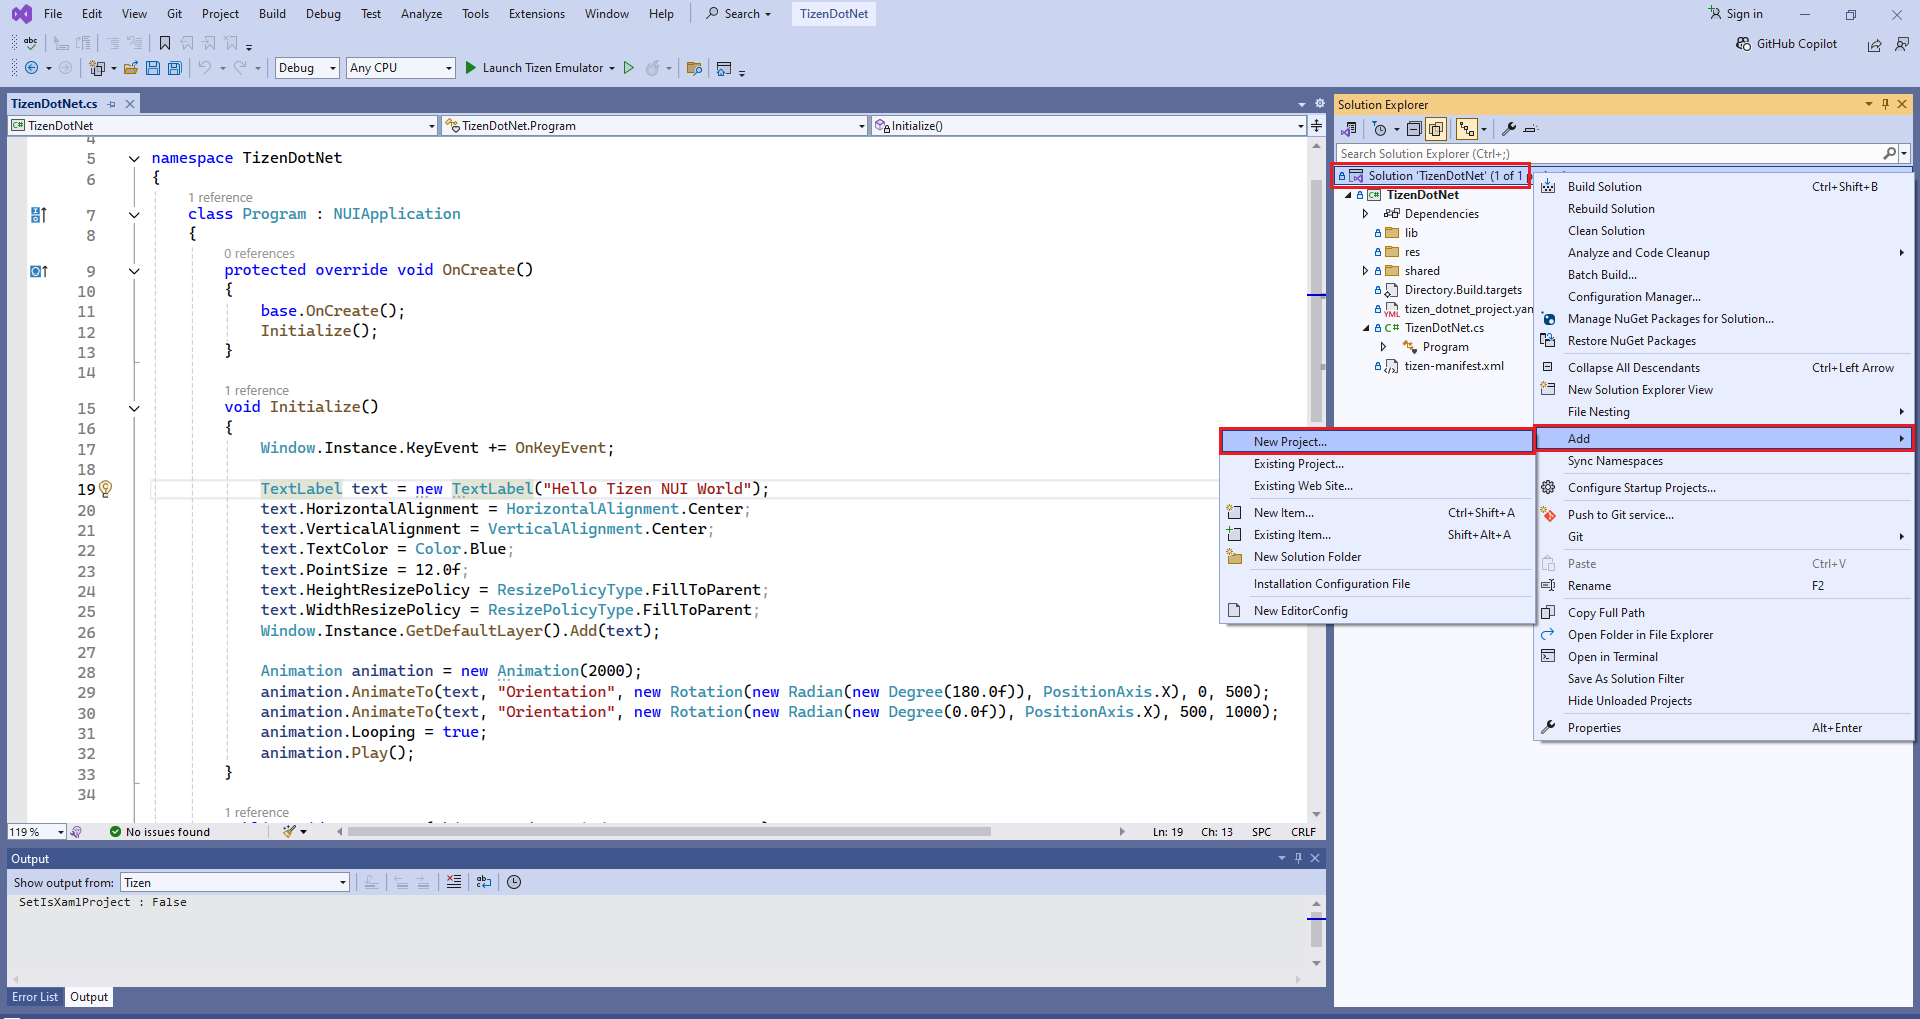 File Edit View Git Project Build Debug Test Analyze Tools Extensions Window Help Search TizenDotNet Sign in
abc GitHub Copilot
Debug Any CPU Launch Tizen Emulator
TizenDotNet.cs
C# TizenDotNet TizenDotNet.Program Initialize()
4
5 namespace TizenDotNet
6 {
1 reference
7 class Program : NUIApplication
8 {
0 references
9 protected override void OnCreate()
10 {
11 base.OnCreate();
12 Initialize();
13 }
14
1 reference
15 void Initialize()
16 {
17 Window.Instance.KeyEvent += OnKeyEvent;
18
19 TextLabel text = new TextLabel("Hello Tizen NUI World");
20 text.HorizontalAlignment = HorizontalAlignment.Center;
21 text.VerticalAlignment = VerticalAlignment.Center;
22 text.TextColor = Color.Blue;
23 text.PointSize = 12.0f;
24 text.HeightResizePolicy = ResizePolicyType.FillToParent;
25 text.WidthResizePolicy = ResizePolicyType.FillToParent;
26 Window.Instance.GetDefaultLayer().Add(text);
27
28 Animation animation = new Animation(2000);
29 animation.AnimateTo(text, "Orientation", new Rotation(new Radian(new Degree(180.0f)), PositionAxis.X), 0, 500);
30 animation.AnimateTo(text, "Orientation", new Rotation(new Radian(new Degree(0.0f)), PositionAxis.X), 500, 1000);
31 animation.Looping = true;
32 animation.Play();
33 }
34
1 reference
119 % No issues found Ln: 19 Ch: 13 SPC CRLF
Output
Show output from: Tizen
SetIsXamlProject : False
Error List Output
Solution Explorer
Search Solution Explorer (Ctrl+;)
Solution 'TizenDotNet' (1 of 1
C# TizenDotNet
Dependencies
lib
res
shared
Directory.Build.targets
YML tizen_dotnet_project.yam
C# TizenDotNet.cs
Program
tizen-manifest.xml
Build Solution Ctrl+Shift+B
Rebuild Solution
Clean Solution
Analyze and Code Cleanup
Batch Build...
Configuration Manager...
Manage NuGet Packages for Solution...
Restore NuGet Packages
Collapse All Descendants Ctrl+Left Arrow
New Solution Explorer View
File Nesting
Add
Sync Namespaces
Configure Startup Projects...
Push to Git service...
Git
Paste Ctrl+V
Rename F2
Copy Full Path
Open Folder in File Explorer
Open in Terminal
Save As Solution Filter
Hide Unloaded Projects
Properties Alt+Enter
New Project...
Existing Project...
Existing Web Site...
New Item... Ctrl+Shift+A
Existing Item... Shift+Alt+A
New Solution Folder
Installation Configuration File
New EditorConfig